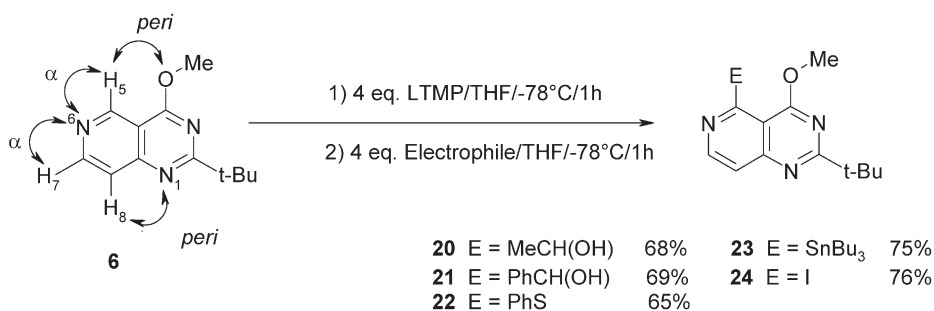 peri
α
H5
O
Me
N6
α
H7
N
N1
t-Bu
H8
peri
6
1) 4 eq. LTMP/THF/-78°C/1h
2) 4 eq. Electrophile/THF/-78°C/1h
E
O
Me
N
N
N
t-Bu
20 E = MeCH(OH) 68% 23 E = SnBu3 75%
21 E = PhCH(OH) 69% 24 E = I 76%
22 E = PhS 65%